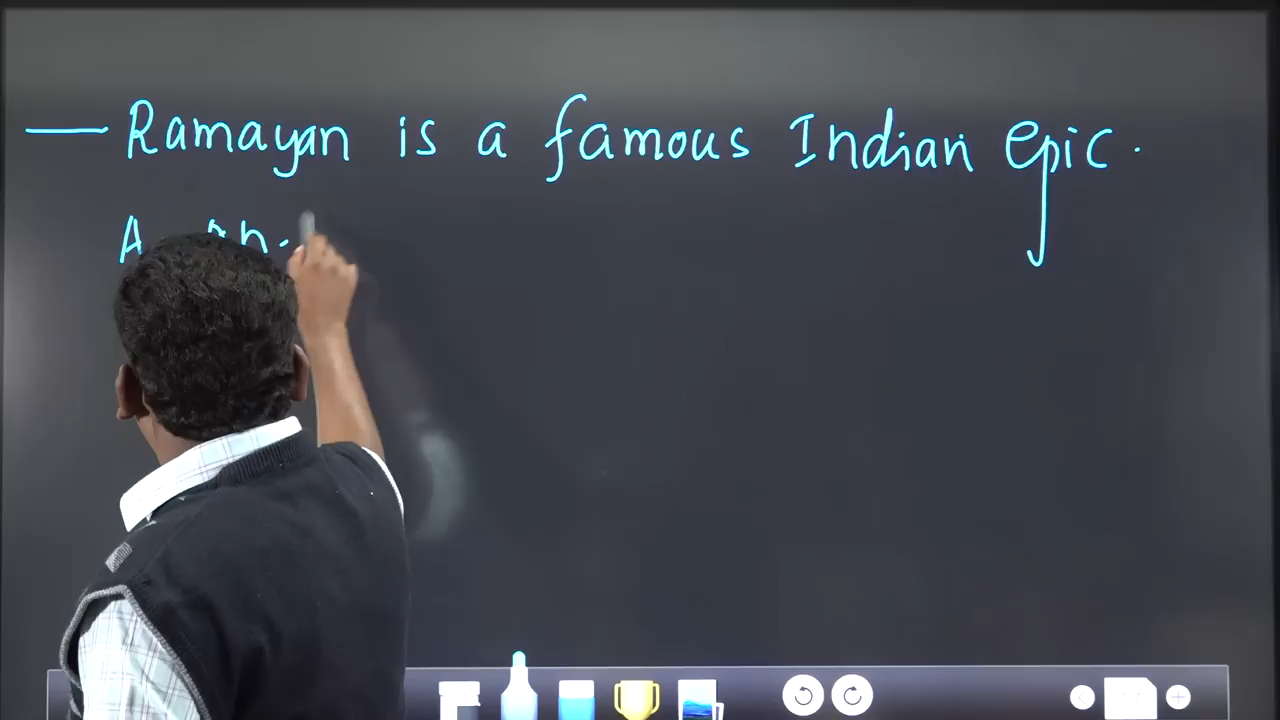 — Ramayan is a famous Indian epic.